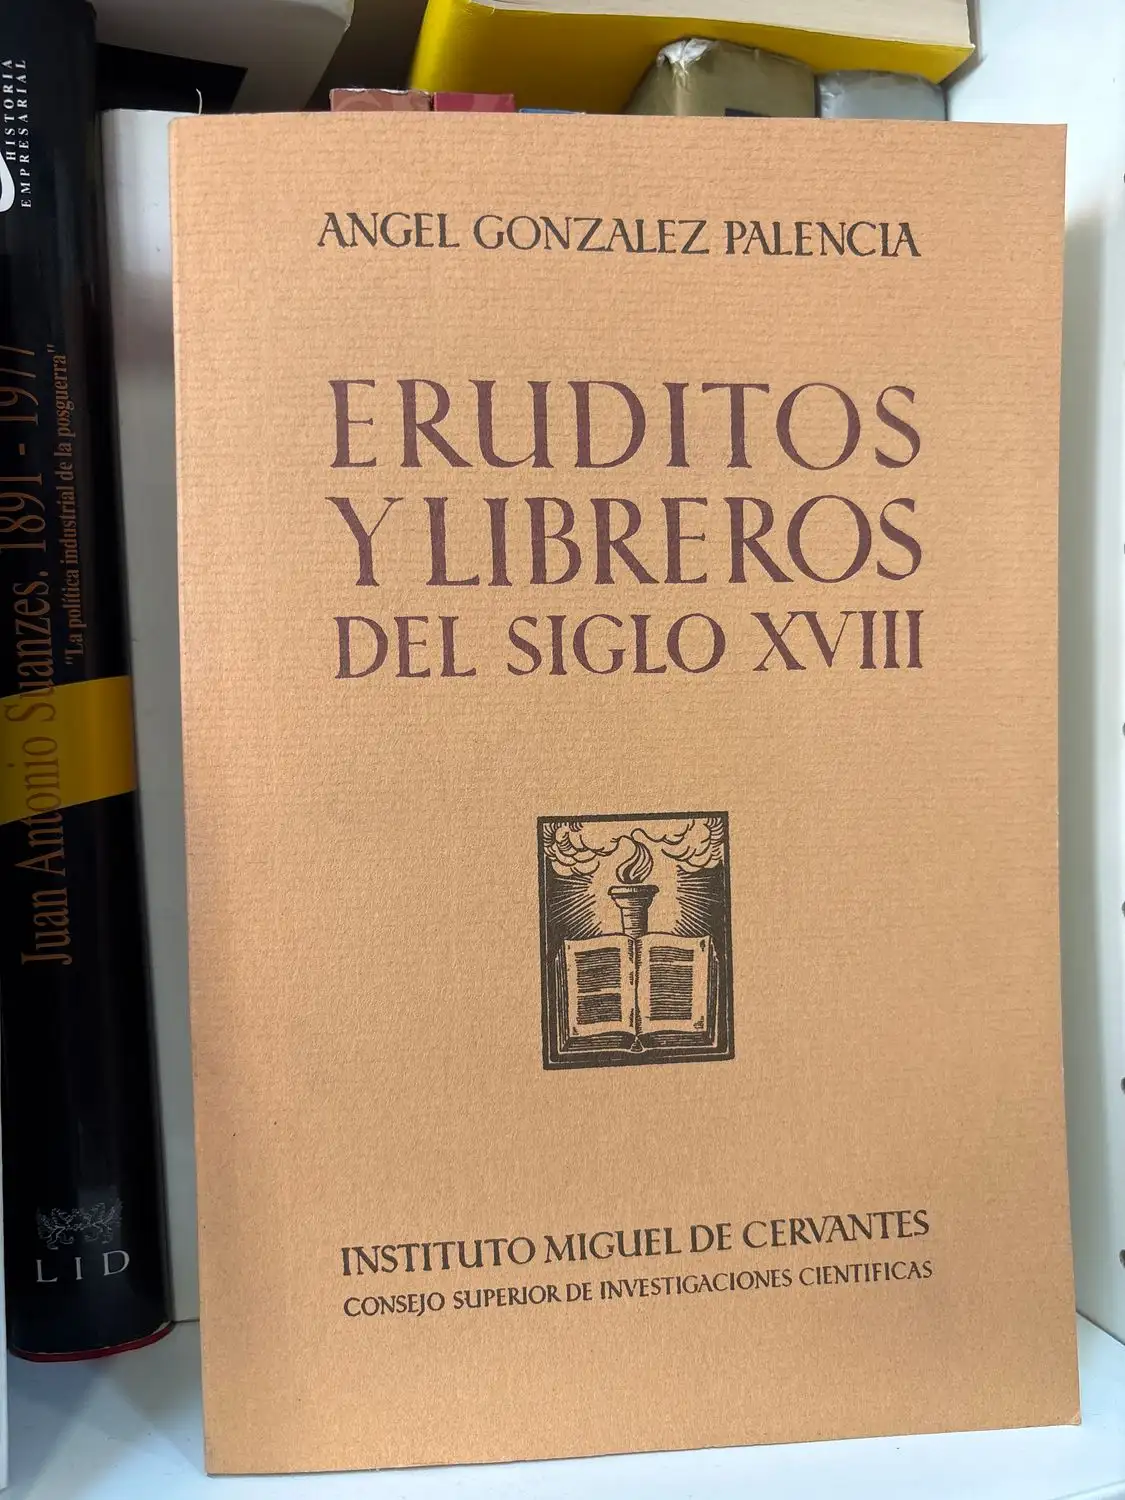 HISTORIA
EMPRESARIAL
Juan Antonio Suanzes. 1891 - 1977
"La política industrial de la posguerra"
LID
ANGEL GONZALEZ PALENCIA
ERUDITOS
Y LIBREROS
DEL SIGLO XVIII
INSTITUTO MIGUEL DE CERVANTES
CONSEJO SUPERIOR DE INVESTIGACIONES CIENTIFICAS